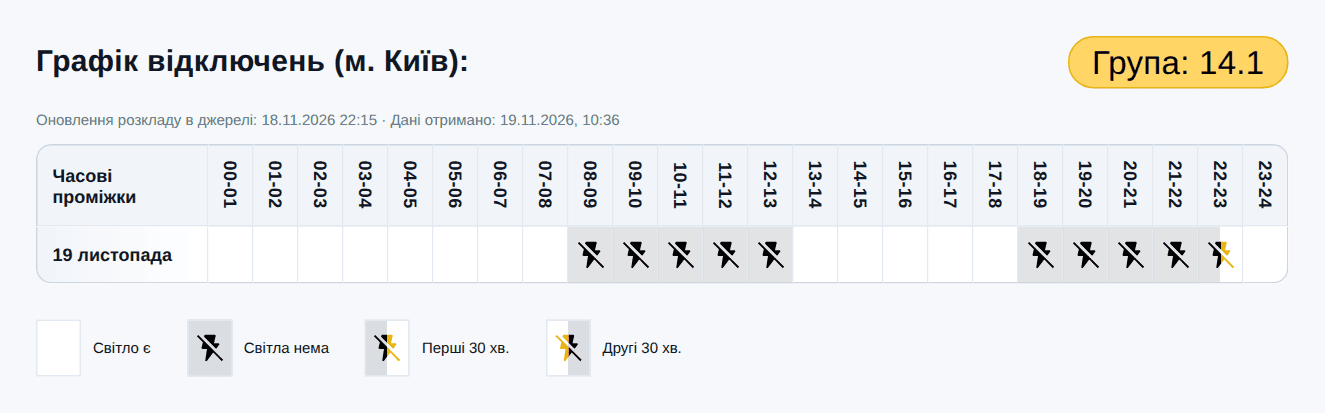 Графік відключень (м. Київ):
Група: 14.1
Оновлення розкладу в джерелі: 18.11.2026 22:15 · Дані отримано: 19.11.2026, 10:36
Часові
проміжки
00-01
01-02
02-03
03-04
04-05
05-06
06-07
07-08
08-09
09-10
10-11
11-12
12-13
13-14
14-15
15-16
16-17
17-18
18-19
19-20
20-21
21-22
22-23
23-24
19 листопада
Світло є
Світла нема
Перші 30 хв.
Другі 30 хв.